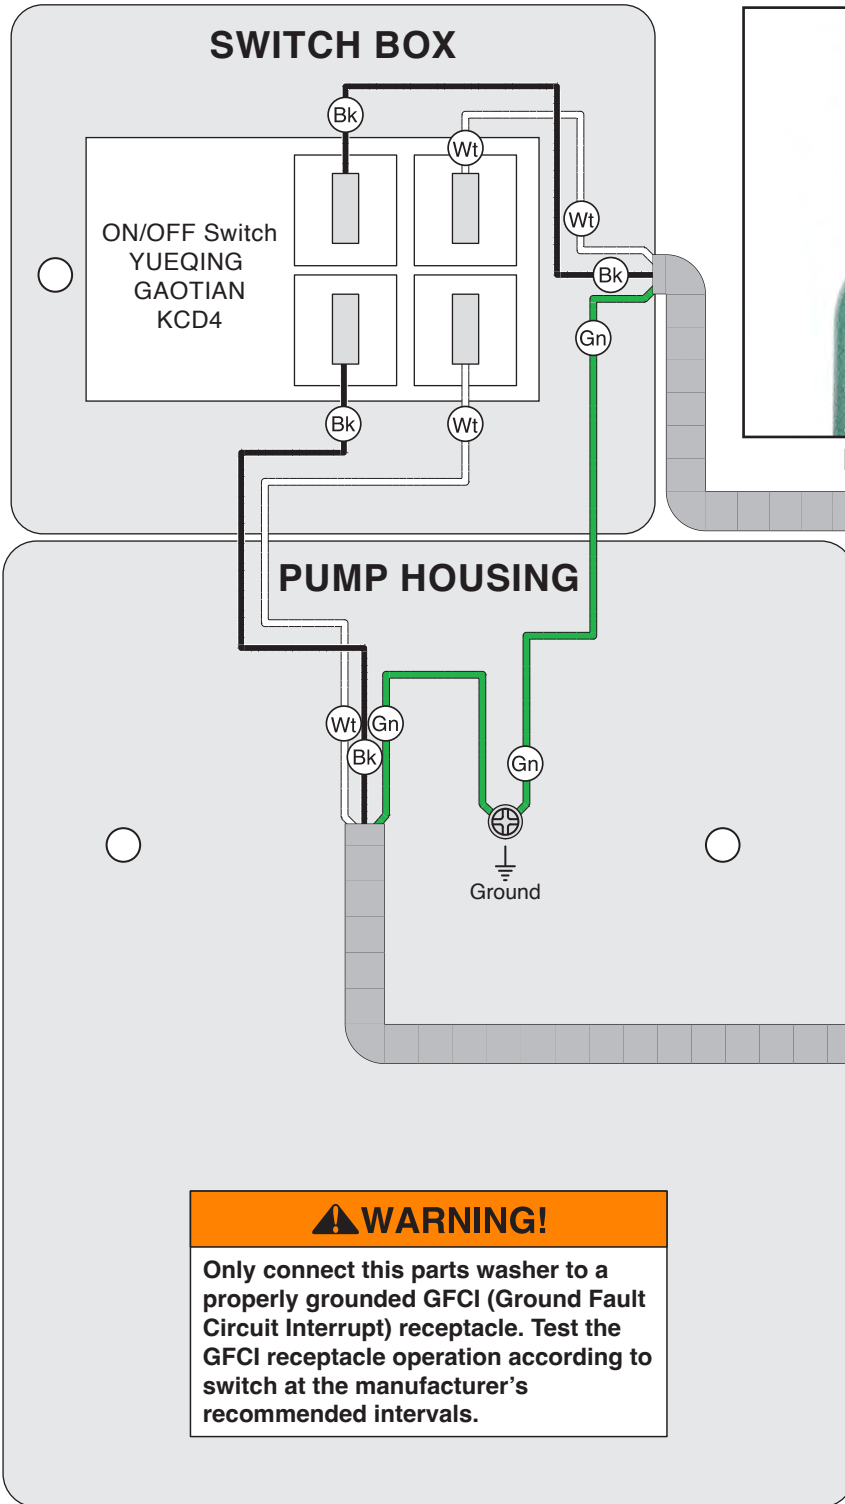 SWITCH BOX
Bk
Wt
ON/OFF Switch
YUEQING
GAOTIAN
KCD4
Wt
Bk
Gn
Bk
Wt
PUMP HOUSING
Wt
Gn
Bk
Gn
Ground
WARNING!
Only connect this parts washer to a
properly grounded GFCI (Ground Fault
Circuit Interrupt) receptacle. Test the
GFCI receptacle operation according to
switch at the manufacturer's
recommended intervals.